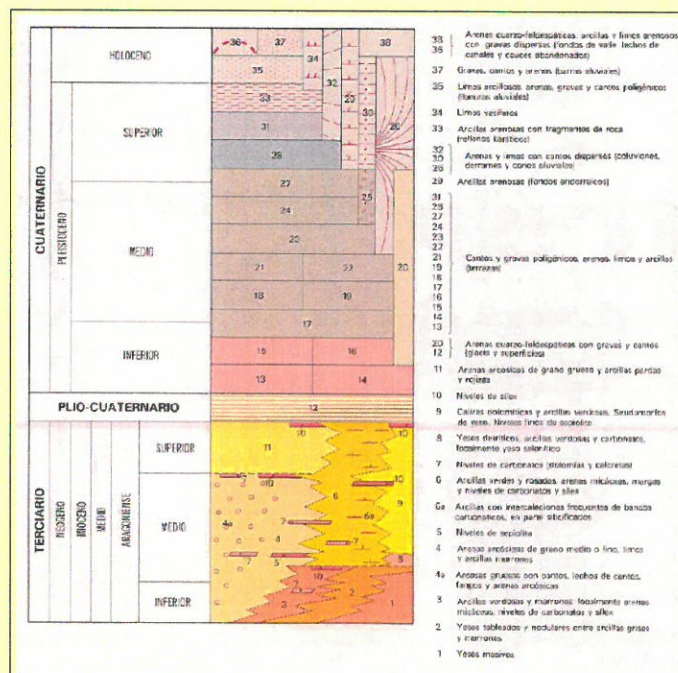 HOLOCENO
SUPERIOR
MEDIO
INFERIOR
PLEISTOCENO
CUATERNARIO
PLIO-CUATERNARIO
SUPERIOR
MEDIO
INFERIOR
ARAGONIENSE
MEDIO
MIOCENO
NEOGENO
TERCIARIO
36
37
38
34
35
32
33
29
30
31
28
27
25
24
23
21
22
20
18
19
17
15
16
13
14
12
10
10
11
7
10
10
6
9
4a
7
6a
4
7
7
5
5
10
2
3
2
1
38
36
Arenas cuarzo-feldespáticas, arcillas y limos arenosos
con gravas dispersas (fondos de valle, lechos de
canales y cauces abandonados)
37 Gravas, cantos y arenas (barras aluviales)
35 Limos arcillosos, arenas, gravas y cantos poligénicos
(llanuras aluviales)
34 Limos yesíferos
33 Arcillas arenosas con fragmentos de roca
(rellenos kársticos)
32
30
Arenas y limos con cantos dispersos (coluviones,
derrames y conos aluviales)
29 Arcillas arenosas (fondos endorreicos)
31
28
27
24
23
22
21
19
18
17
16
15
14
13
Cantos y gravas poligénicos, arenas, limos y arcillas
(terrazas)
20
12
Arenas cuarzo-feldespáticas con gravas y cantos
(glacis y superficies)
11 Arenas arcósicas de grano grueso y arcillas pardas
y rojizas
10 Niveles de sílex
9 Calizas dolomíticas y arcillas verdosas. Seudomorfos
de yeso. Niveles finos de sepiolita
8 Yesos detríticos, arcillas verdosas y carbonatos,
localmente yeso selenítico
7 Niveles de carbonatos (dolomías y calcretas)
6 Arcillas verdes y rosadas, arenas micáceas, margas
y niveles de carbonatos y sílex
6a Arcillas con intercalaciones frecuentes de bancos
carbonáticos, en parte silicificados
5 Niveles de sepiolita
4 Arenas arcósicas de grano medio a fino, limos
y arcillas marrones
4a Arcosas gruesas con cantos, lechos de cantos,
fangos y arenas arcósicas
3 Arcillas verdosas y marrones, localmente arenas
micáceas, niveles de carbonatos y sílex
2 Yesos tableados y nodulares entre arcillas grises
y marrones
1 Yesos masivos